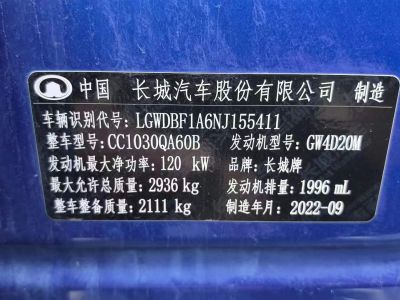 中国 长城汽车股份有限公司 制造
车辆识别代号: LGWDBF1A6NJ155411
整车型号:CC1030QA60B 发动机型号:GW4D20M
发动机最大净功率:120 kW 品牌:长城牌
最大允许总质量:2936 kg 发动机排量:1996 mL
整车整备质量:2111 kg 制造年月:2022-09